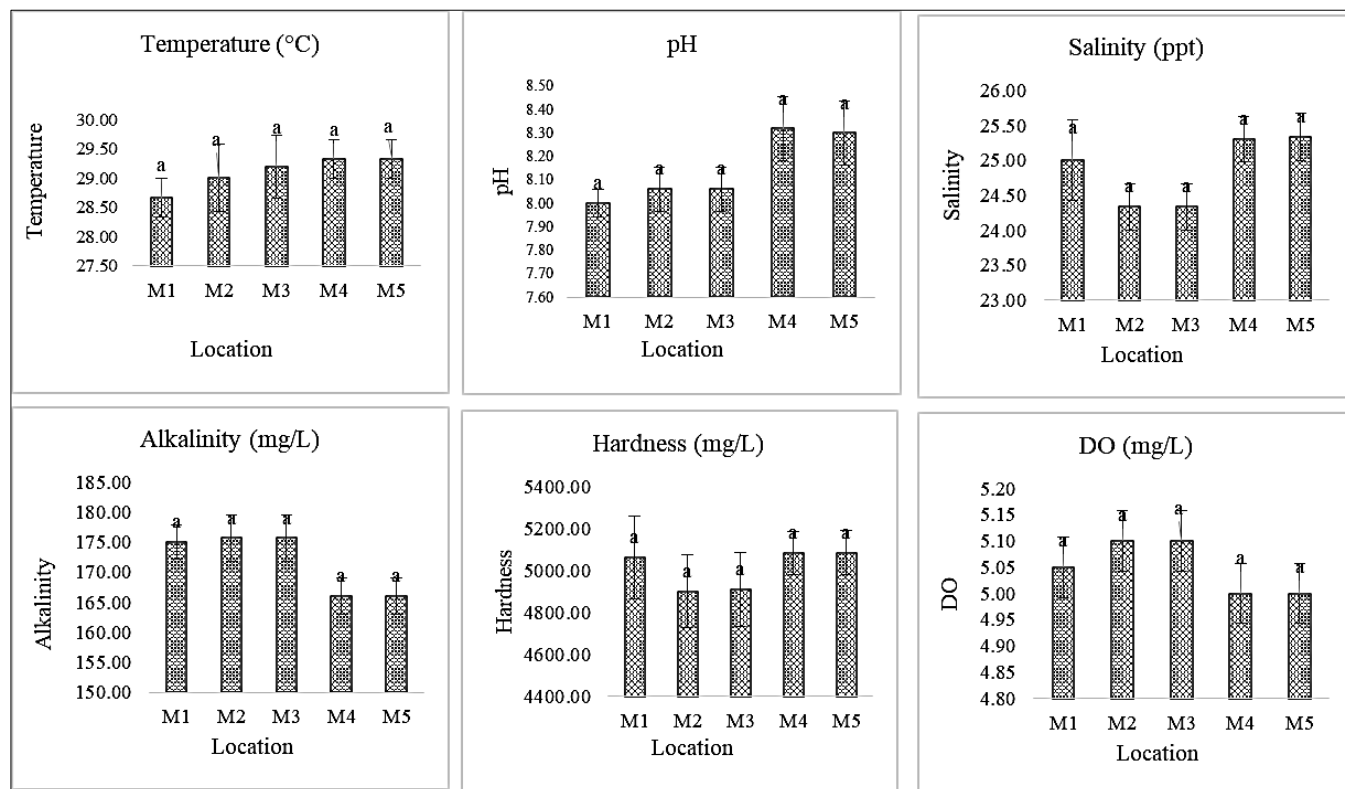 Temperature (°C)
30.00
29.50
29.00
28.50
28.00
27.50
Temperature
a a a a a
M1 M2 M3 M4 M5
Location
pH
8.50
8.40
8.30
8.20
8.10
8.00
7.90
7.80
7.70
7.60
pH
a a a a a
M1 M2 M3 M4 M5
Location
Salinity (ppt)
26.00
25.50
25.00
24.50
24.00
23.50
23.00
Salinity
a a a a a
M1 M2 M3 M4 M5
Location
Alkalinity (mg/L)
185.00
180.00
175.00
170.00
165.00
160.00
155.00
150.00
Alkalinity
a a a a a
M1 M2 M3 M4 M5
Location
Hardness (mg/L)
5400.00
5200.00
5000.00
4800.00
4600.00
4400.00
Hardness
a a a a a
M1 M2 M3 M4 M5
Location
DO (mg/L)
5.20
5.15
5.10
5.05
5.00
4.95
4.90
4.85
4.80
DO
a a a a a
M1 M2 M3 M4 M5
Location